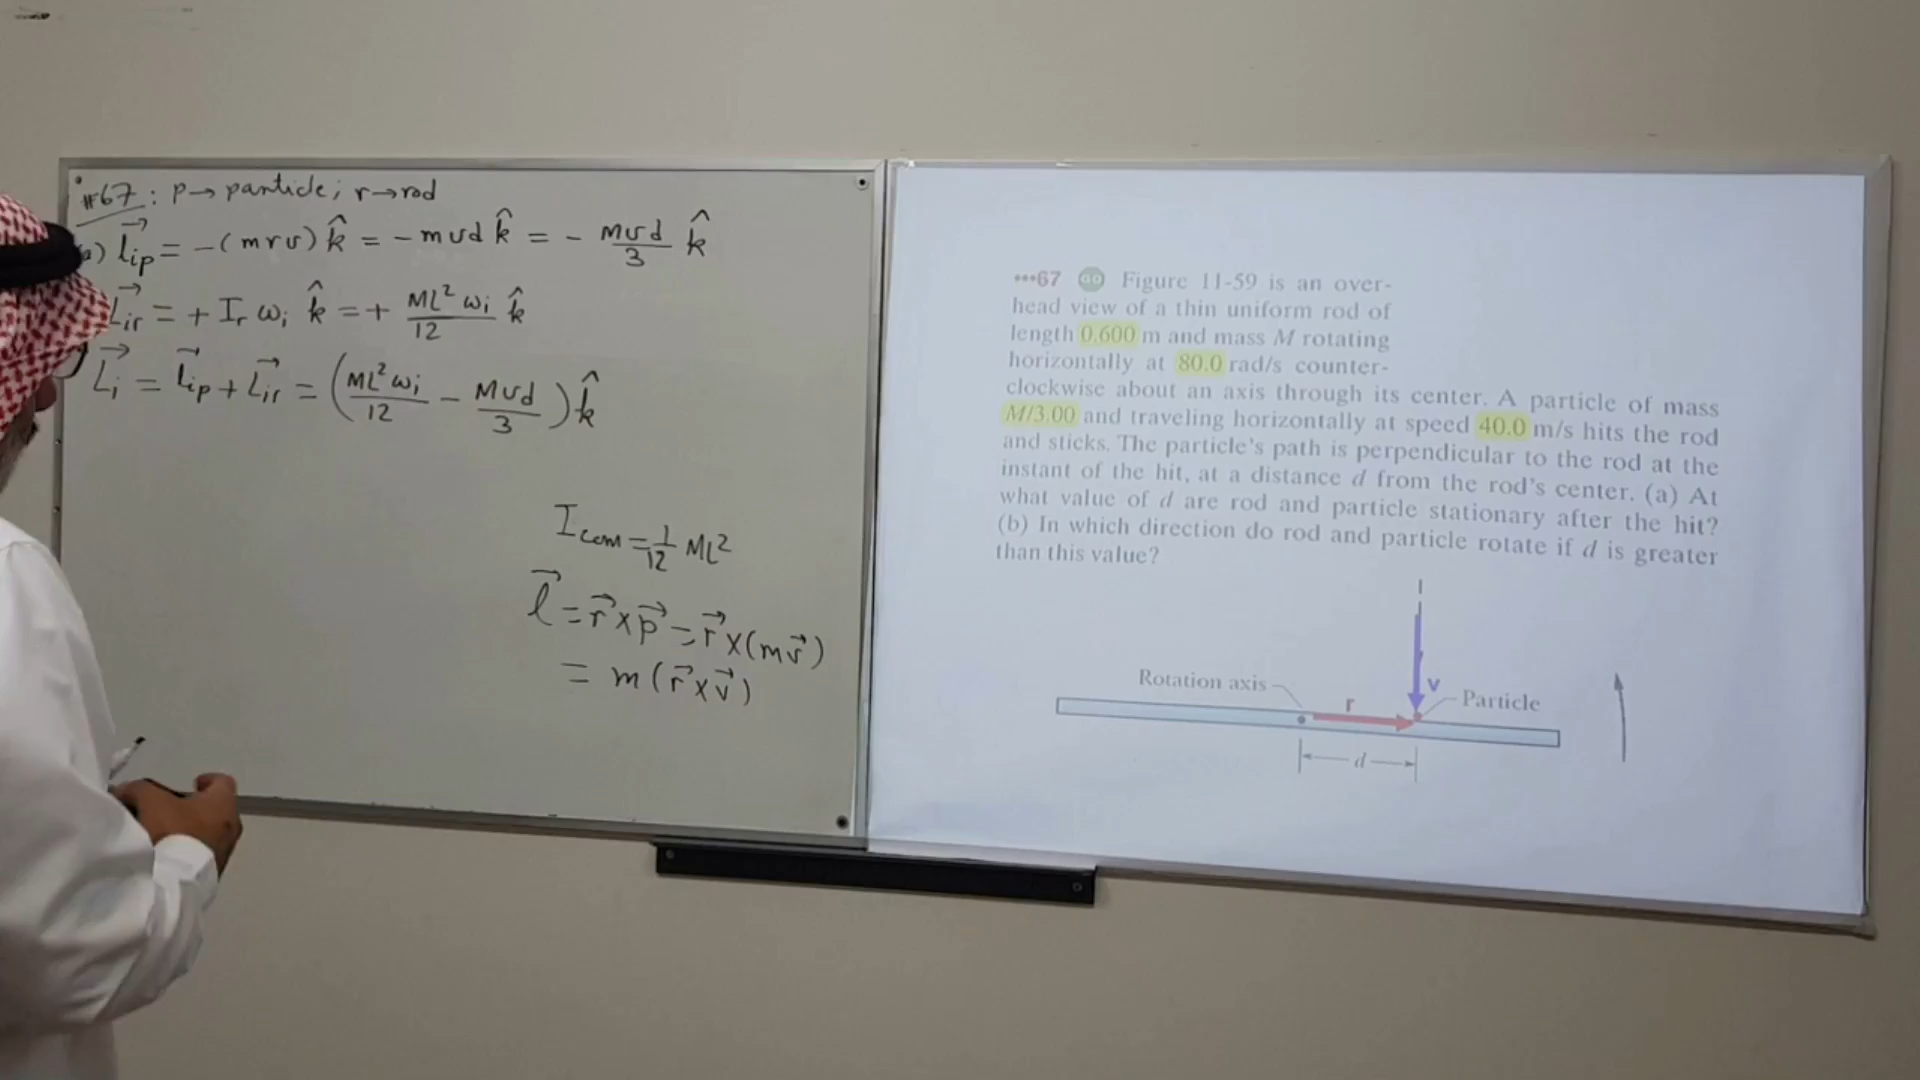 #67 : p→ particle; r→rod
a) l⃗ip = -(mrv) k̂ = - mvd k̂ = - Mvd/3 k̂
L⃗ir = + Ir ωi k̂ = + ML²ωi/12 k̂
L⃗i = l⃗ip + L⃗ir = (ML²ωi/12 - Mvd/3) k̂
Icom = 1/12 ML²
l⃗ = r⃗ x p⃗ = r⃗ x (mv⃗)
= m (r⃗ x v⃗)
•••67 GO Figure 11-59 is an over-
head view of a thin uniform rod of
length 0.600 m and mass M rotating
horizontally at 80.0 rad/s counter-
clockwise about an axis through its center. A particle of mass
M/3.00 and traveling horizontally at speed 40.0 m/s hits the rod
and sticks. The particle's path is perpendicular to the rod at the
instant of the hit, at a distance d from the rod's center. (a) At
what value of d are rod and particle stationary after the hit?
(b) In which direction do rod and particle rotate if d is greater
than this value?
Rotation axis
r
v
Particle
d